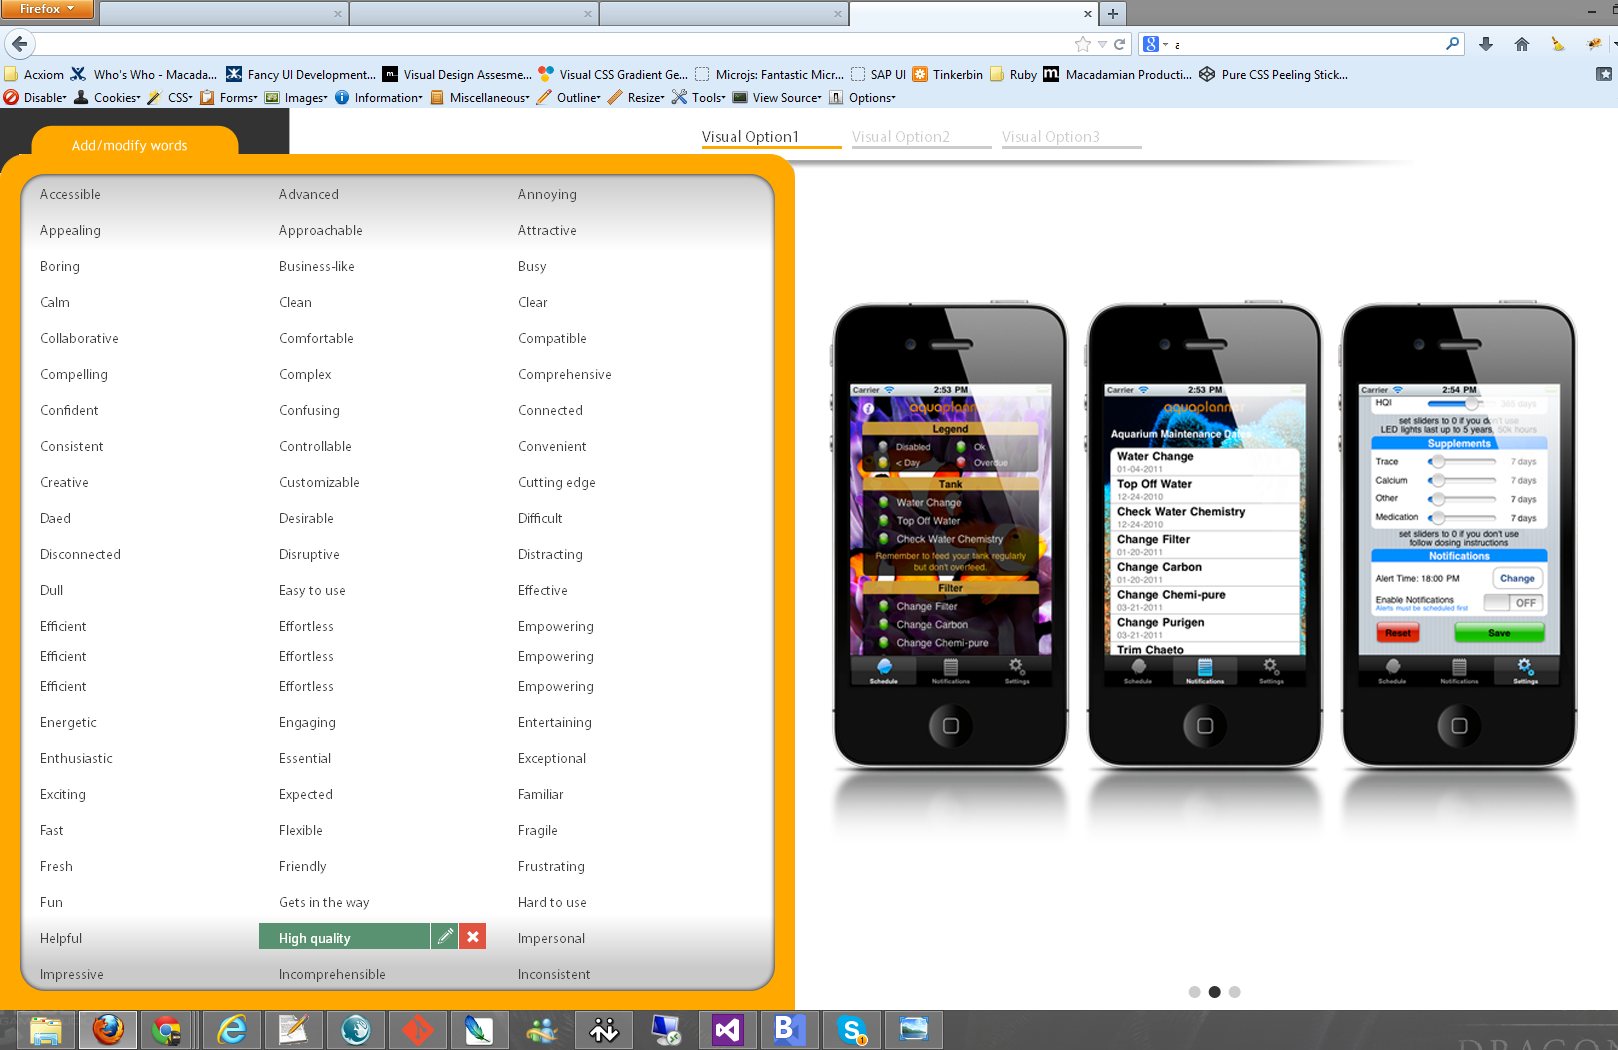 Firefox
a
Acxiom Who's Who - Macada... Fancy UI Development... Visual Design Assesme... Visual CSS Gradient Ge... Microjs: Fantastic Micr... SAP UI Tinkerbin Ruby Macadamian Producti... Pure CSS Peeling Stick...
Disable Cookies CSS Forms Images Information Miscellaneous Outline Resize Tools View Source Options
Add/modify words
Visual Option1 Visual Option2 Visual Option3
Accessible Advanced Annoying
Appealing Approachable Attractive
Boring Business-like Busy
Calm Clean Clear
Collaborative Comfortable Compatible
Compelling Complex Comprehensive
Confident Confusing Connected
Consistent Controllable Convenient
Creative Customizable Cutting edge
Daed Desirable Difficult
Disconnected Disruptive Distracting
Dull Easy to use Effective
Efficient Effortless Empowering
Efficient Effortless Empowering
Efficient Effortless Empowering
Energetic Engaging Entertaining
Enthusiastic Essential Exceptional
Exciting Expected Familiar
Fast Flexible Fragile
Fresh Friendly Frustrating
Fun Gets in the way Hard to use
Helpful High quality Impersonal
Impressive Incomprehensible Inconsistent
Carrier 2:53 PM
aquaplanner
Legend
Disabled Ok
< Day Overdue
Tank
Water Change
Top Off Water
Check Water Chemistry
Remember to feed your tank regularly
but don't overfeed.
Filter
Change Filter
Change Carbon
Change Chemi-pure
Schedule Notifications Settings
Carrier 2:53 PM
aquaplanner
Aquarium Maintenance Dates
Water Change
01-04-2011
Top Off Water
12-24-2010
Check Water Chemistry
12-24-2010
Change Filter
01-20-2011
Change Carbon
01-20-2011
Change Chemi-pure
03-21-2011
Change Purigen
03-21-2011
Trim Chaeto
Schedule Notifications Settings
Carrier 2:54 PM
HQI 365 days
set sliders to 0 if you don't use
LED lights last up to 5 years, 50k hours
Supplements
Trace 7 days
Calcium 7 days
Other 7 days
Medication 7 days
set sliders to 0 if you don't use
follow dosing instructions
Notifications
Alert Time: 18:00 PM Change
Enable Notifications OFF
Alerts must be scheduled first
Reset Save
Schedule Notifications Settings